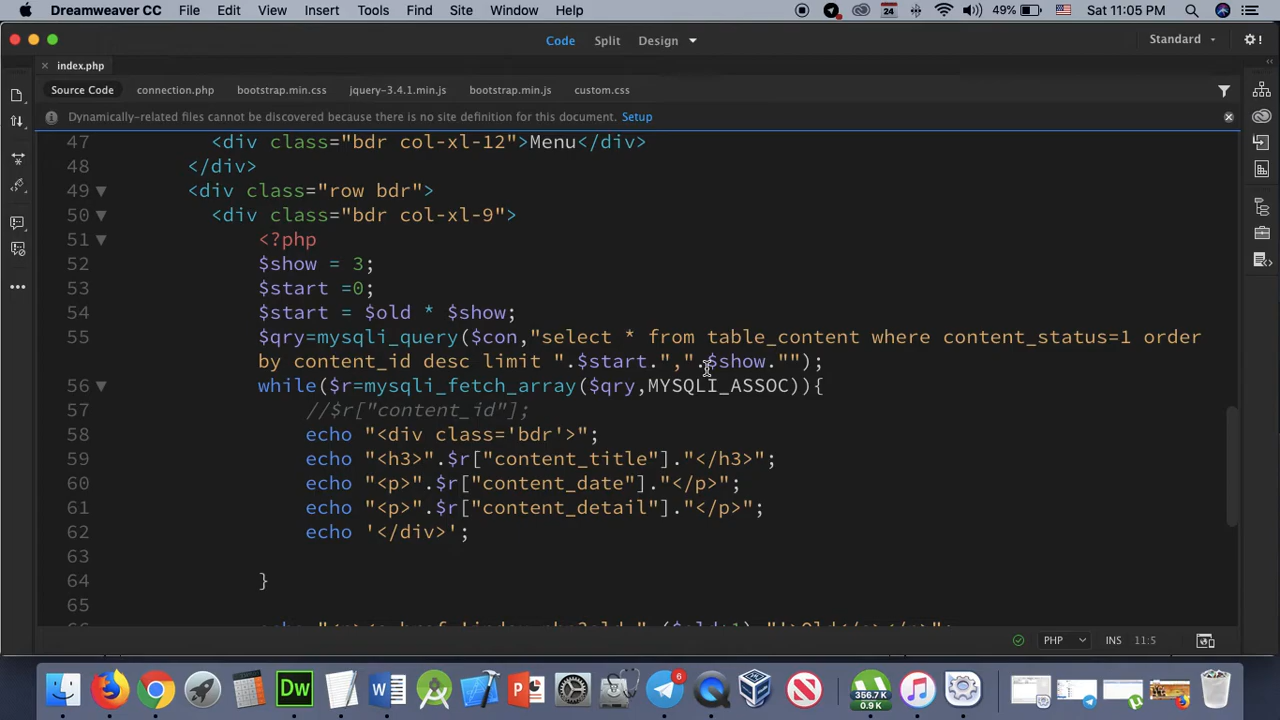 Dreamweaver CC File Edit View Insert Tools Find Site Window Help 24 49% Sat 11:05 PM
Code Split Design Standard
index.php
Source Code connection.php bootstrap.min.css jquery-3.4.1.min.js bootstrap.min.js custom.css
Dynamically-related files cannot be discovered because there is no site definition for this document. Setup
47 <div class="bdr col-xl-12">Menu</div>
48 </div>
49 <div class="row bdr">
50 <div class="bdr col-xl-9">
51 <?php
52 $show = 3;
53 $start =0;
54 $start = $old * $show;
55 $qry=mysqli_query($con,"select * from table_content where content_status=1 order
by content_id desc limit ".$start.",".$show."");
56 while($r=mysqli_fetch_array($qry,MYSQLI_ASSOC)){
57 //$r["content_id"];
58 echo "<div class='bdr'>";
59 echo "<h3>".$r["content_title"]."</h3>";
60 echo "<p>".$r["content_date"]."</p>";
61 echo "<p>".$r["content_detail"]."</p>";
62 echo '</div>';
63
64 }
65
PHP INS 11:5
Dw W P 6 N 356.7 K 0.9 K